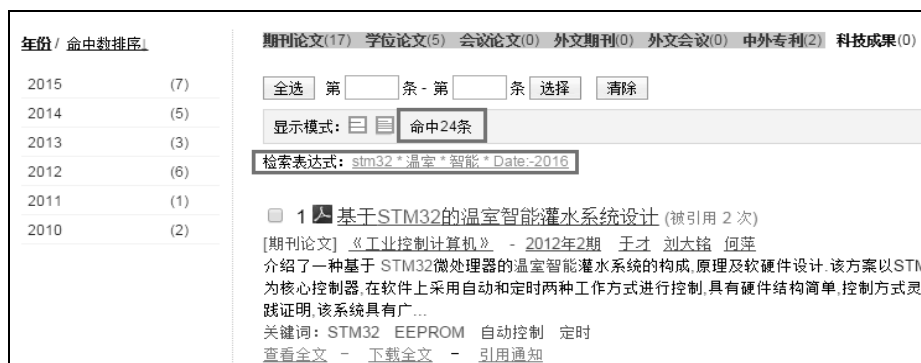 年份 / 命中数排序↓
2015 (7)
2014 (5)
2013 (3)
2012 (6)
2011 (1)
2010 (2)
期刊论文(17) 学位论文(5) 会议论文(0) 外文期刊(0) 外文会议(0) 中外专利(2) 科技成果(0)
全选 第 条 - 第 条 选择 清除
显示模式: 命中24条
检索表达式: stm32 * 温室 * 智能 * Date:-2016
1 基于STM32的温室智能灌水系统设计 (被引用 2 次)
[期刊论文] 《工业控制计算机》 - 2012年2期 于才 刘大铭 何萍
介绍了一种基于 STM32微处理器的温室智能灌水系统的构成,原理及软硬件设计.该方案以STM
为核心控制器,在软件上采用自动和定时两种工作方式进行控制,具有硬件结构简单,控制方式灵
践证明,该系统具有广...
关键词: STM32 EEPROM 自动控制 定时
查看全文 - 下载全文 - 引用通知